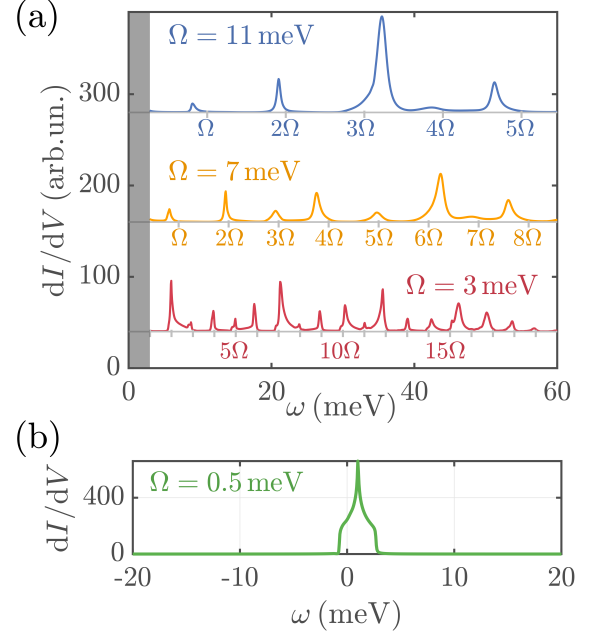 (a)
dI/dV (arb.un.)
300
200
100
0
Ω = 11 meV
Ω 2Ω 3Ω 4Ω 5Ω
Ω = 7 meV
Ω 2Ω 3Ω 4Ω 5Ω 6Ω 7Ω 8Ω
Ω = 3 meV
5Ω 10Ω 15Ω
0 20 40 60
ω (meV)
(b)
dI/dV
400
0
Ω = 0.5 meV
-20 -10 0 10 20
ω (meV)